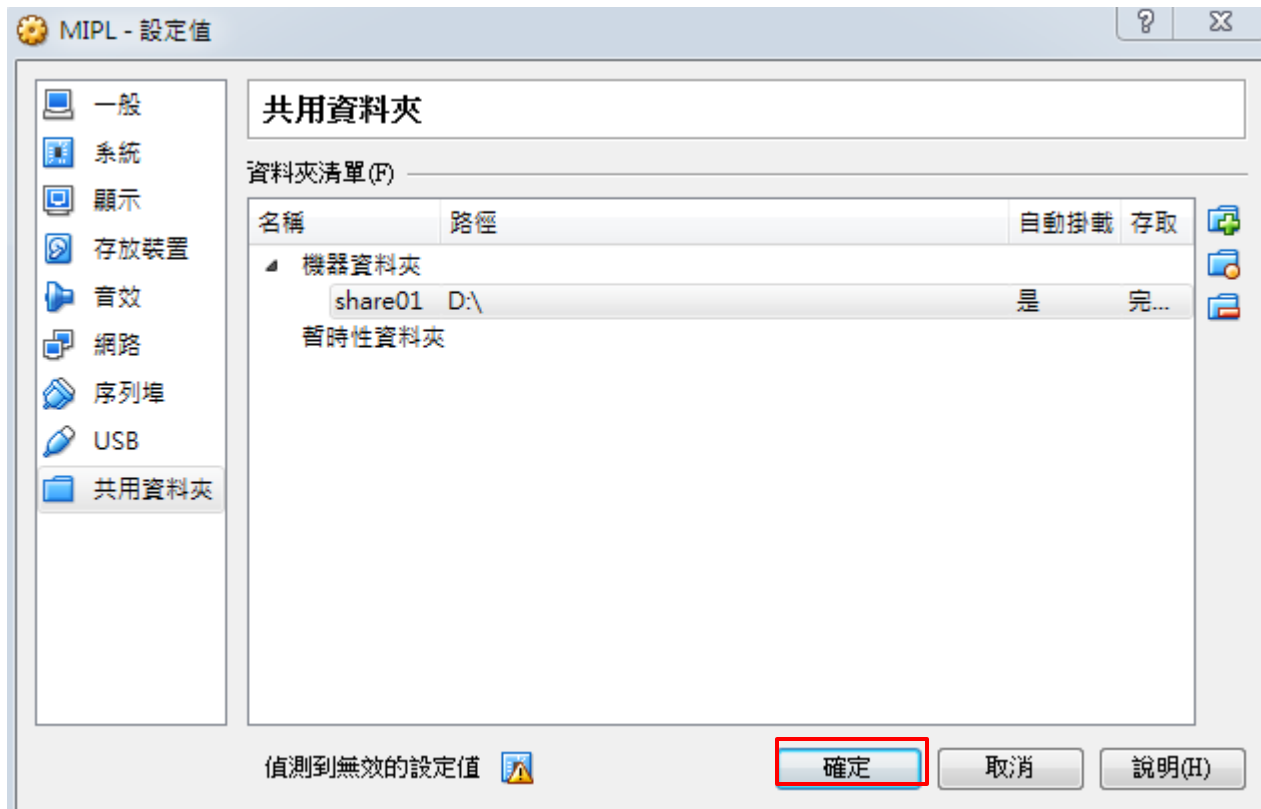 MIPL - 設定值
一般
系統
顯示
存放裝置
音效
網路
序列埠
USB
共用資料夾
共用資料夾
資料夾清單(F)
名稱 路徑 自動掛載 存取
機器資料夾
share01 D:\ 是 完...
暫時性資料夾
偵測到無效的設定值
確定 取消 說明(H)